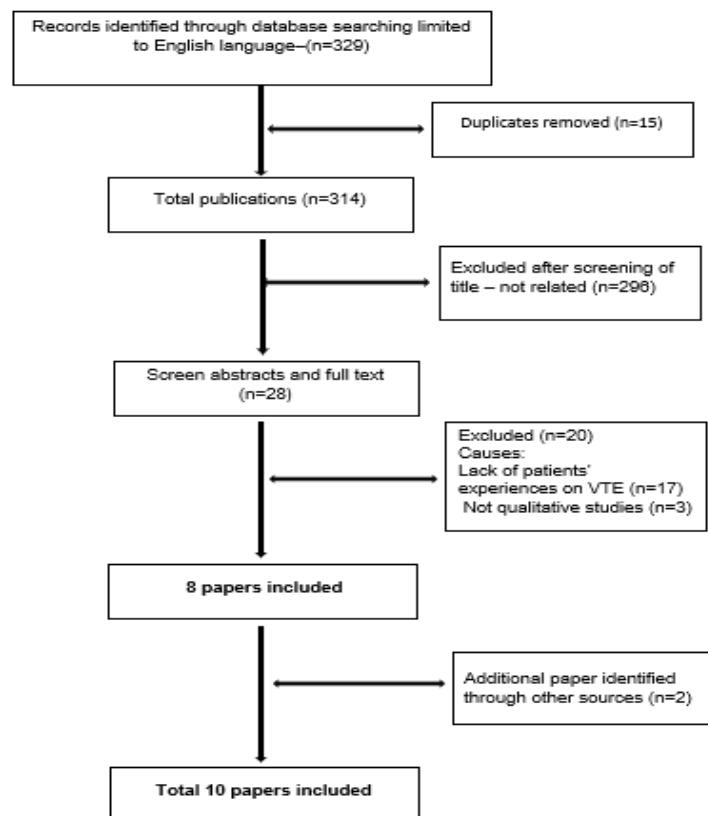 Records identified through database searching limited
to English language–(n=329)
Duplicates removed (n=15)
Total publications (n=314)
Excluded after screening of
title – not related (n=296)
Screen abstracts and full text
(n=28)
Excluded (n=20)
Causes:
Lack of patients'
experiences on VTE (n=17)
Not qualitative studies (n=3)
8 papers included
Additional paper identified
through other sources (n=2)
Total 10 papers included